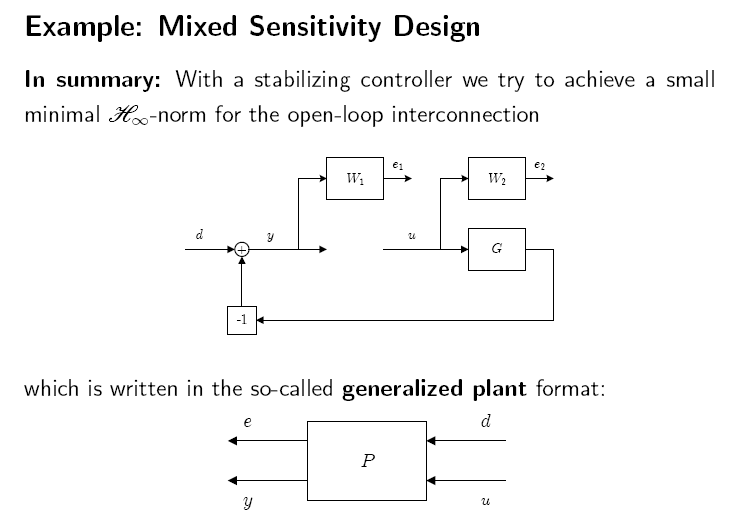 Example: Mixed Sensitivity Design
In summary: With a stabilizing controller we try to achieve a small
minimal ℋ∞-norm for the open-loop interconnection
e₁ e₂
W₁ W₂
d y u
G
-1
which is written in the so-called generalized plant format:
e d
P
y u